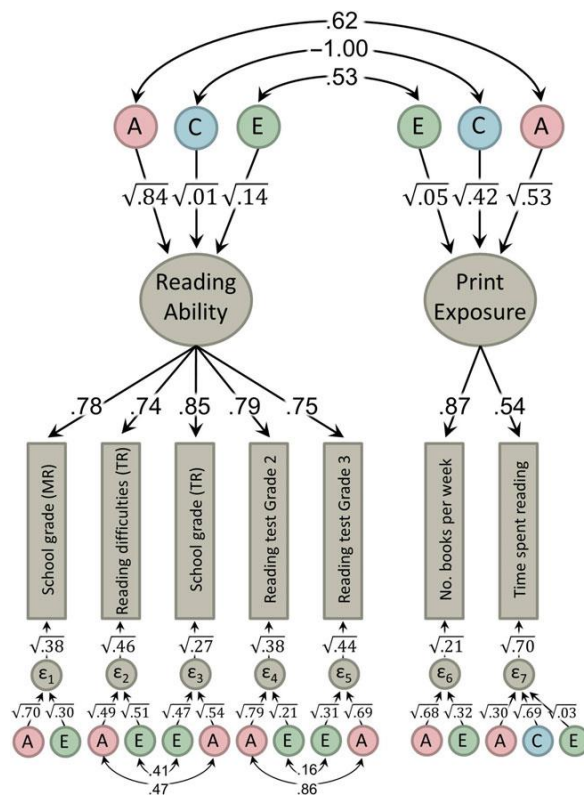 .62
−1.00
.53
A C E E C A
√.84 √.01 √.14 √.05 √.42 √.53
Reading
Ability
Print
Exposure
.78 .74 .85 .79 .75 .87 .54
School grade (MR)
Reading difficulties (TR)
School grade (TR)
Reading test Grade 2
Reading test Grade 3
No. books per week
Time spent reading
√.38 √.46 √.27 √.38 √.44 √.21 √.70
ε1 ε2 ε3 ε4 ε5 ε6 ε7
√.70 √.30 √.49 √.51 √.47 √.54 √.79 √.21 √.31 √.69 √.68 √.32 √.30 √.69 √.03
A E A E E A A E E A A E A C E
.41 .16
.47 .86